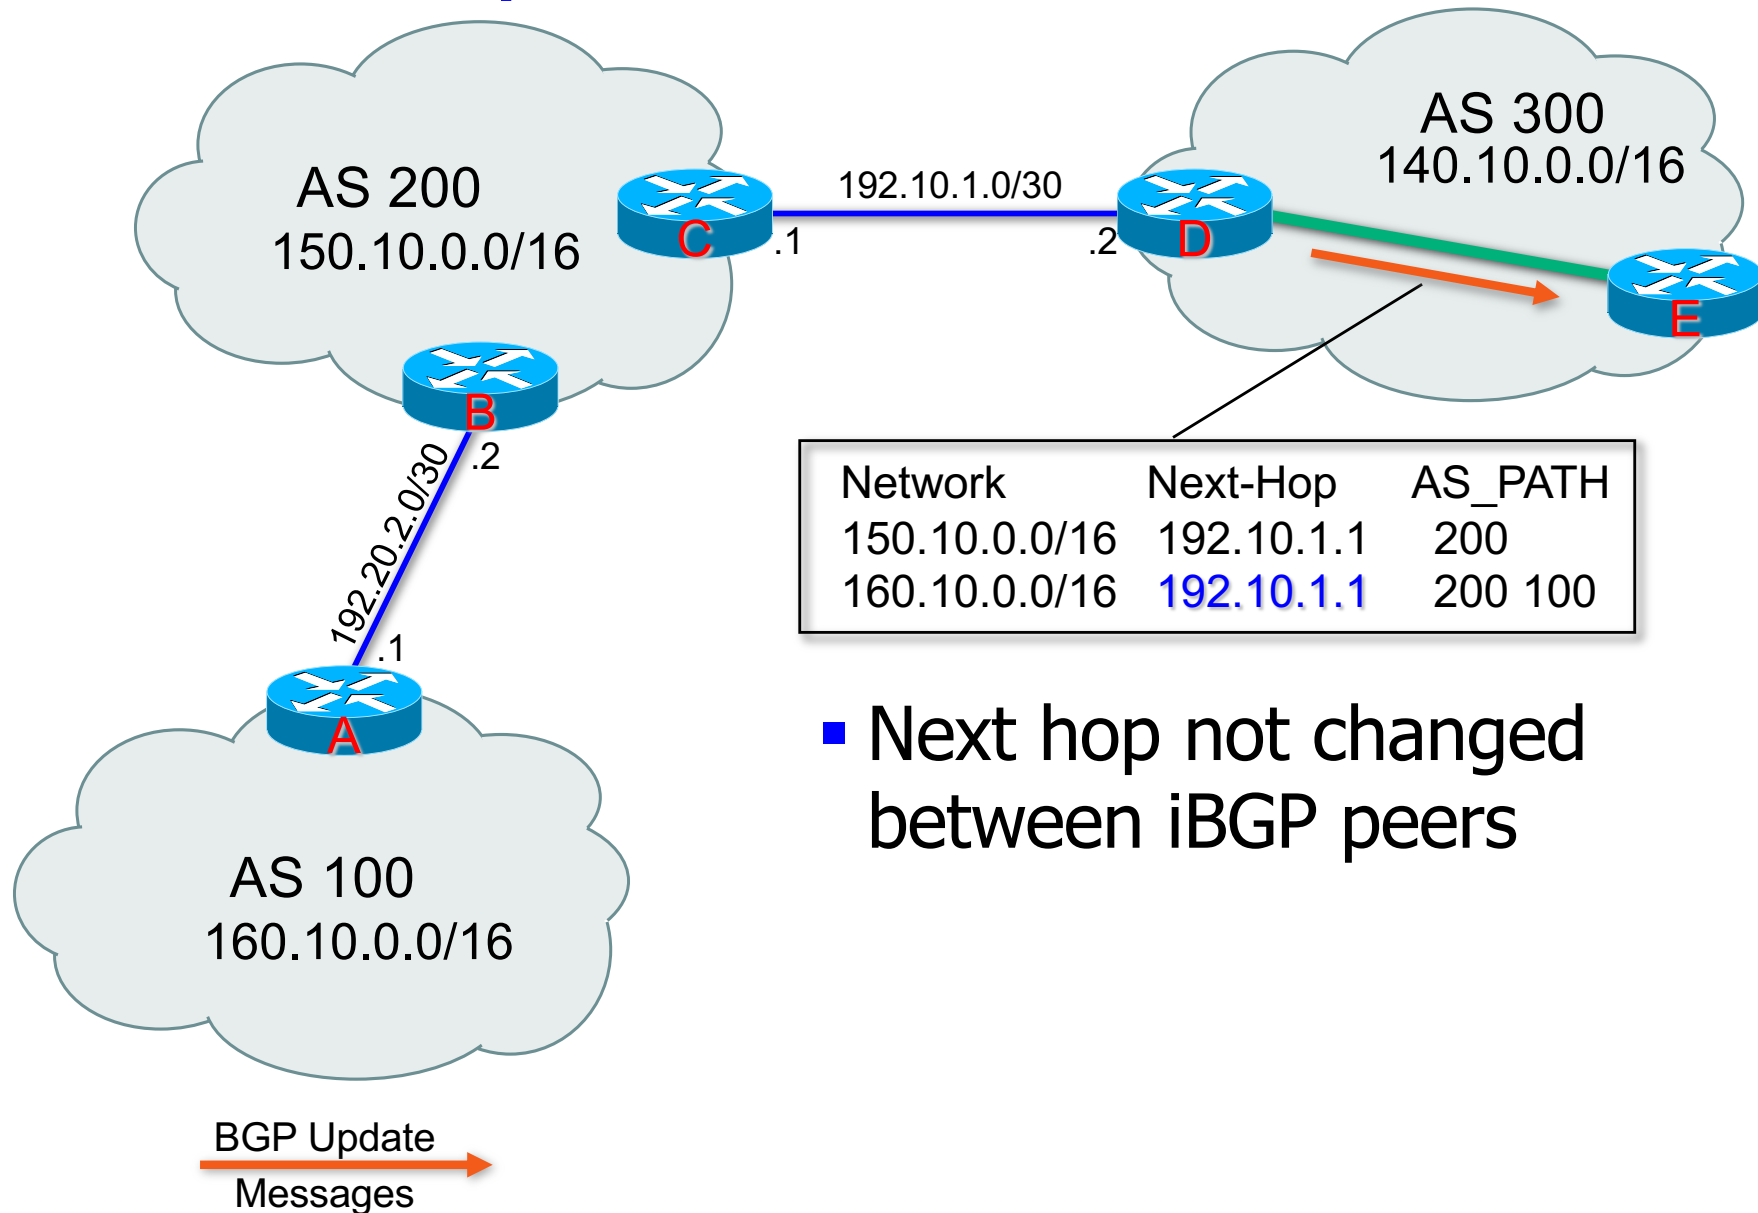 AS 200
150.10.0.0/16
C
192.10.1.0/30
.1
.2
D
AS 300
140.10.0.0/16
E
B
.2
192.20.2.0/30
.1
A
AS 100
160.10.0.0/16
Network Next-Hop AS_PATH
150.10.0.0/16 192.10.1.1 200
160.10.0.0/16 192.10.1.1 200 100
Next hop not changed
between iBGP peers
BGP Update
Messages